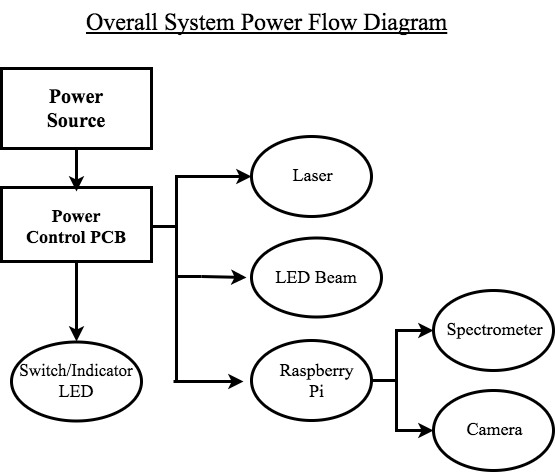 Overall System Power Flow Diagram
Power
Source
Power
Control PCB
Laser
LED Beam
Switch/Indicator
LED
Raspberry
Pi
Spectrometer
Camera